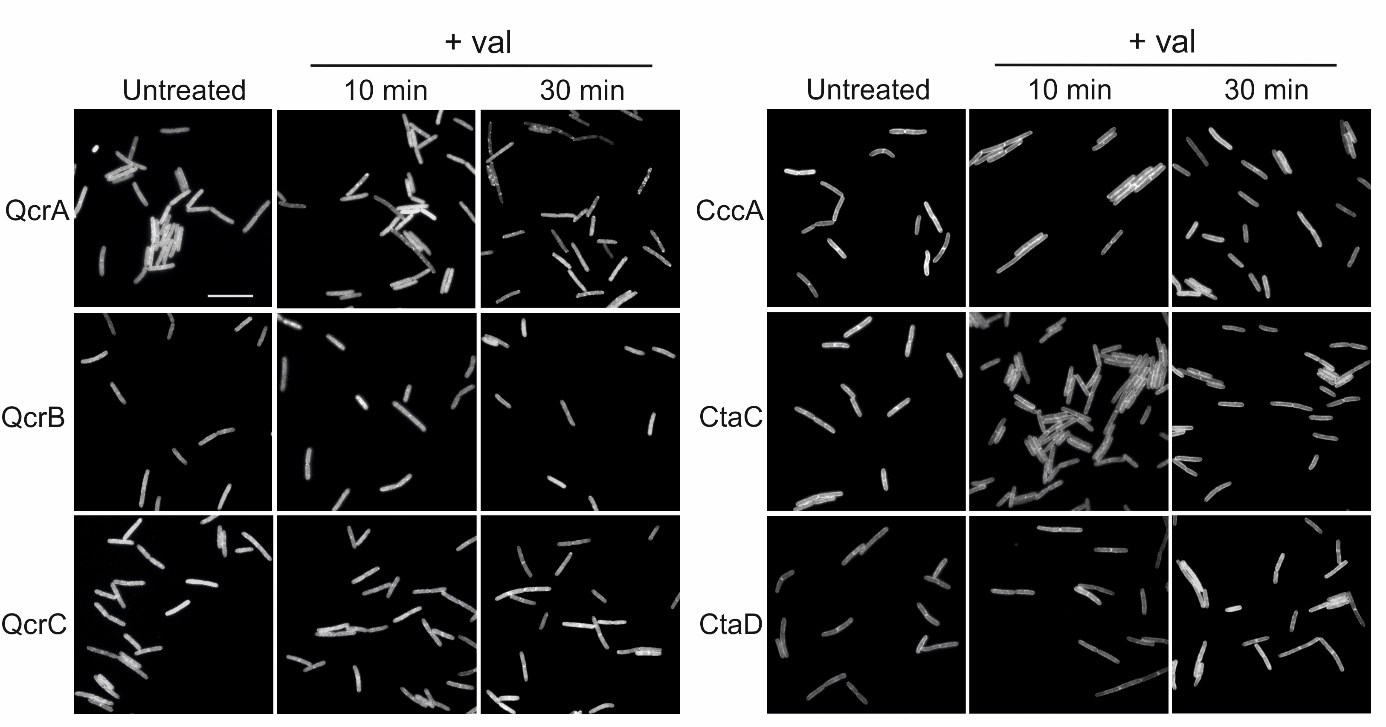 + val + val
Untreated 10 min 30 min Untreated 10 min 30 min
QcrA CccA
QcrB CtaC
QcrC CtaD